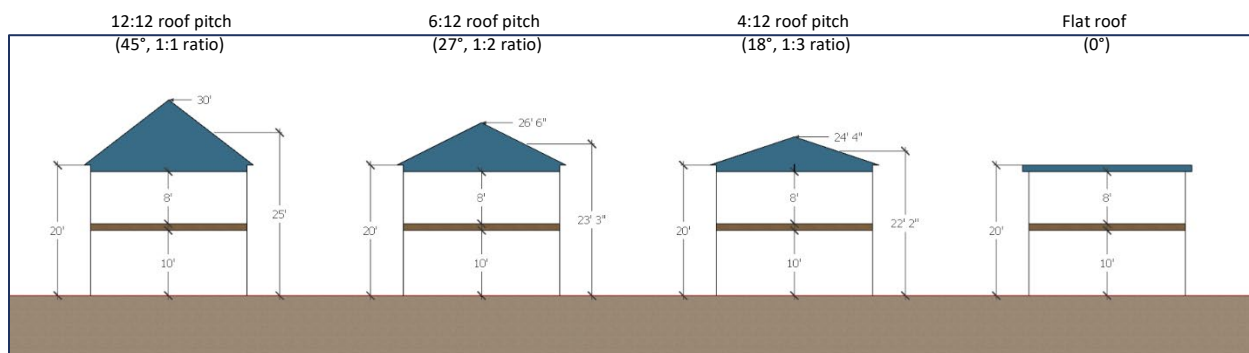 12:12 roof pitch
(45°, 1:1 ratio)
6:12 roof pitch
(27°, 1:2 ratio)
4:12 roof pitch
(18°, 1:3 ratio)
Flat roof
(0°)
30'
8'
20'
25'
10'
26' 6"
8'
20'
23' 3"
10'
24' 4"
8'
20'
22' 2"
10'
8'
20'
10'